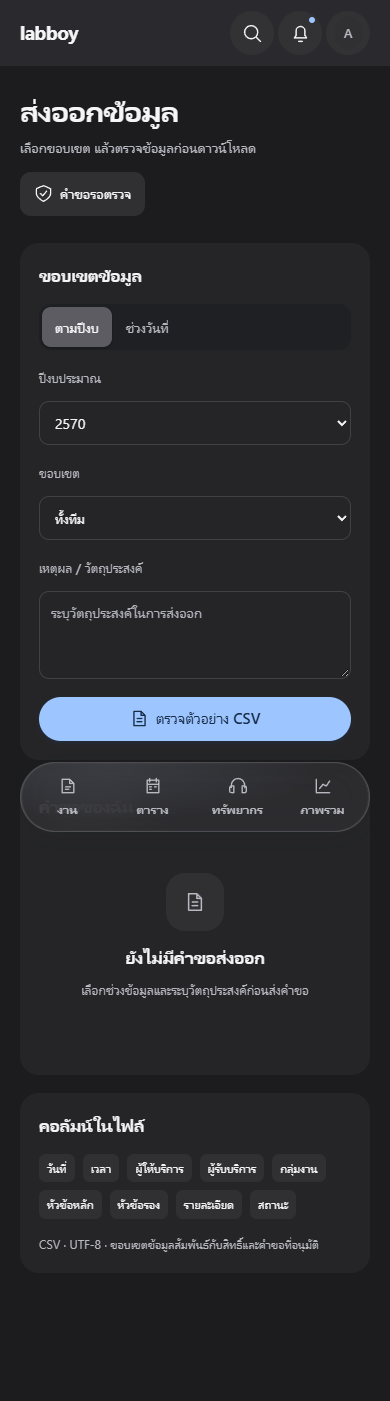 labboy
A
ส่งออกข้อมูล
เลือกขอบเขต แล้วตรวจข้อมูลก่อนดาวน์โหลด
คำขอรอตรวจ
ขอบเขตข้อมูล
ตามปีงบ
ช่วงวันที่
ปีงบประมาณ
2570
ขอบเขต
ทั้งทีม
เหตุผล / วัตถุประสงค์
ระบุวัตถุประสงค์ในการส่งออก
ตรวจตัวอย่าง CSV
งาน
ตาราง
ทรัพยากร
ภาพรวม
ยังไม่มีคำขอส่งออก
เลือกช่วงข้อมูลและระบุวัตถุประสงค์ก่อนส่งคำขอ
คอลัมน์ในไฟล์
วันที่
เวลา
ผู้ให้บริการ
ผู้รับบริการ
กลุ่มงาน
หัวข้อหลัก
หัวข้อรอง
รายละเอียด
สถานะ
CSV · UTF-8 · ขอบเขตข้อมูลสัมพันธ์กับสิทธิ์และคำขอที่อนุมัติ